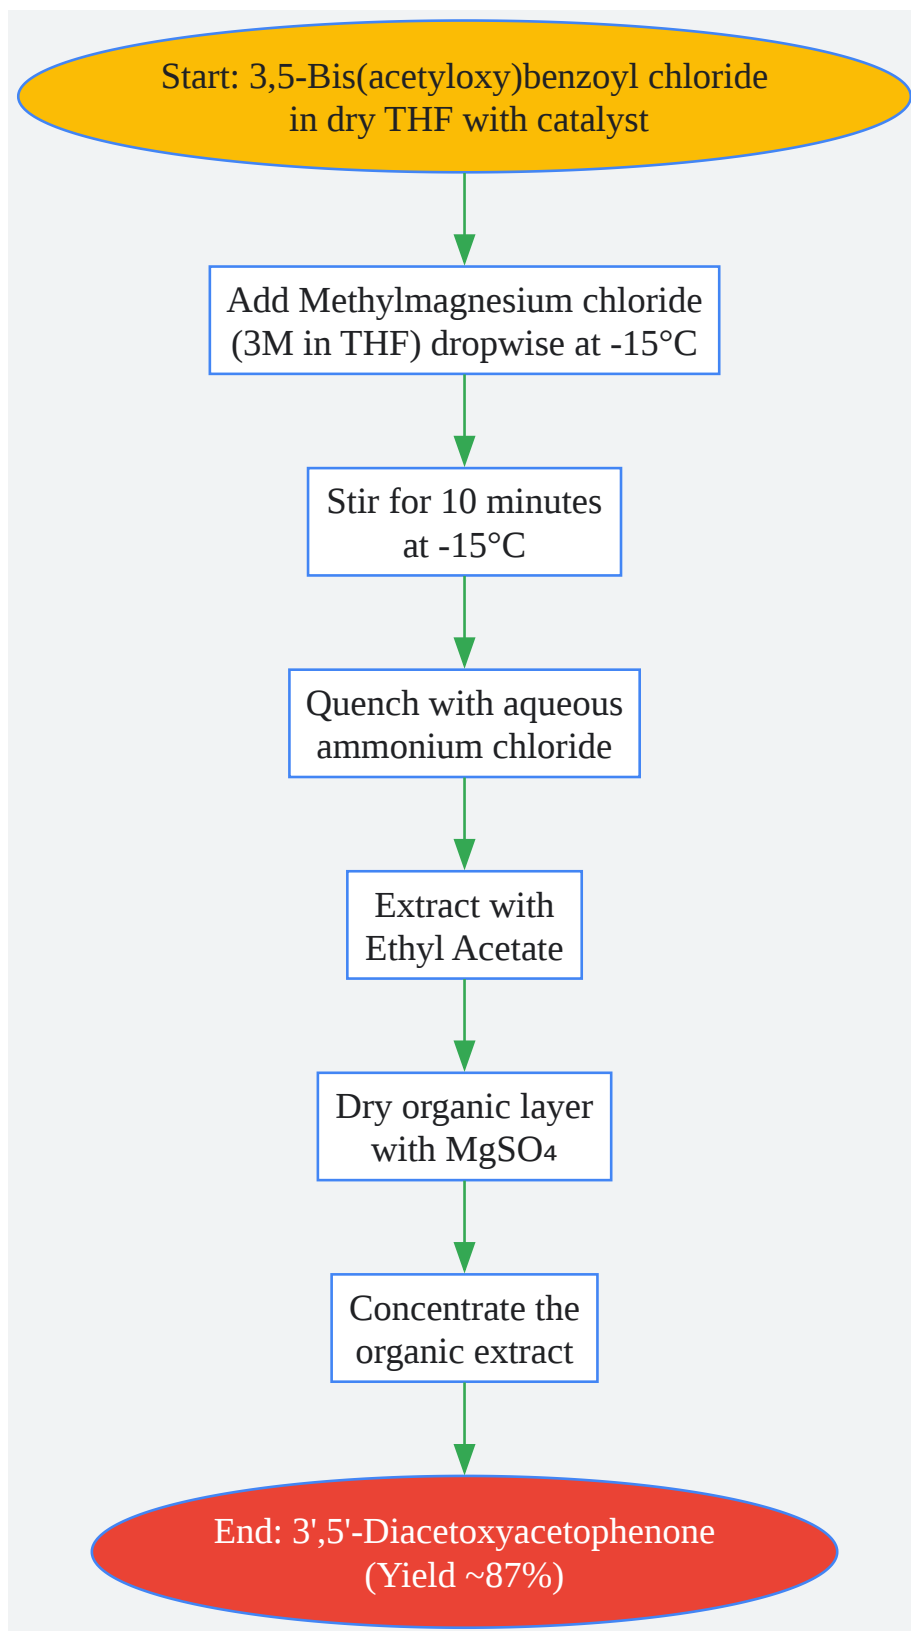 Start: 3,5-Bis(acetyloxy)benzoyl chloride
in dry THF with catalyst
Add Methylmagnesium chloride
(3M in THF) dropwise at -15°C
Stir for 10 minutes
at -15°C
Quench with aqueous
ammonium chloride
Extract with
Ethyl Acetate
Dry organic layer
with MgSO₄
Concentrate the
organic extract
End: 3',5'-Diacetoxyacetophenone
(Yield ~87%)